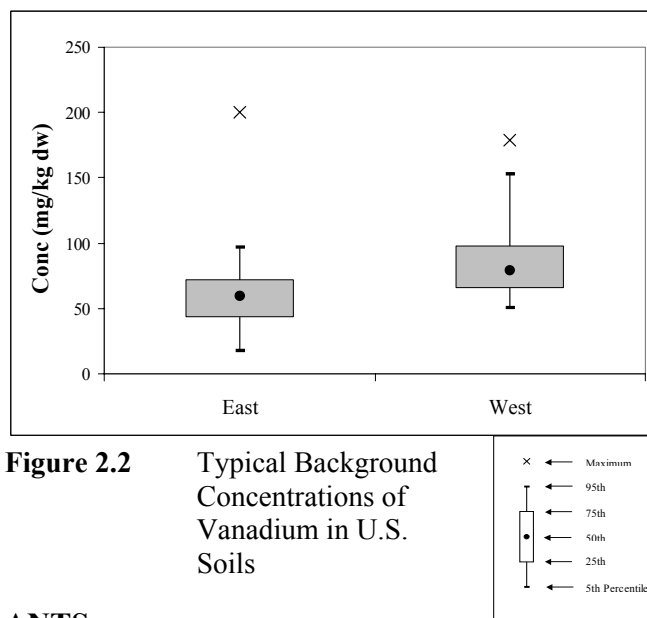 250
200
150
100
50
0
Conc (mg/kg dw)
East
West
Figure 2.2 Typical Background
Concentrations of
Vanadium in U.S.
Soils
Maximum
95th
75th
50th
25th
5th Percentile
ANTS